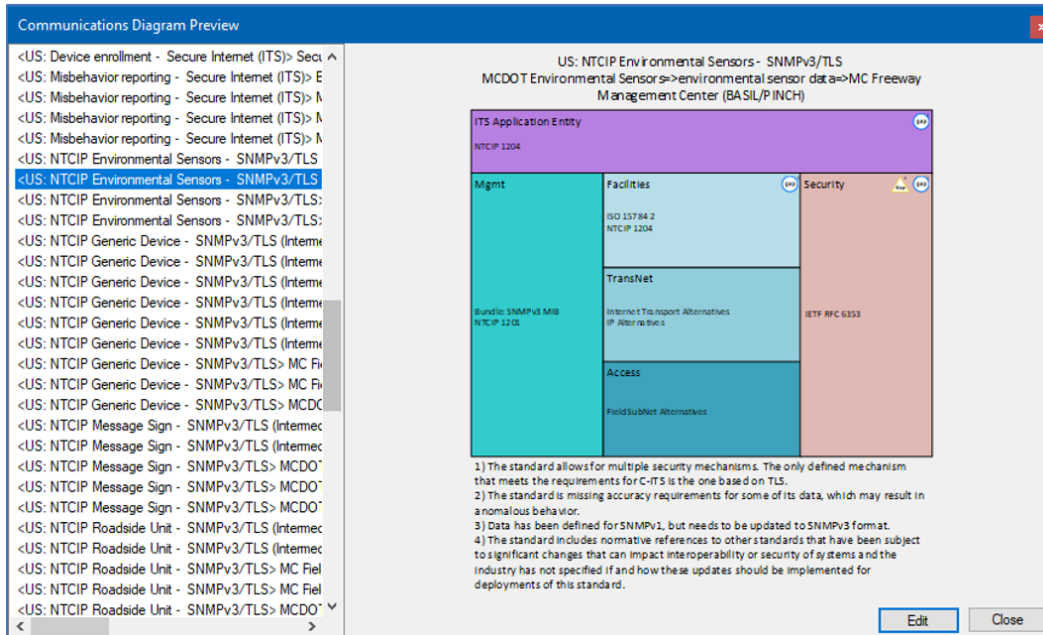 Communications Diagram Preview
x
<US: Device enrollment - Secure Internet (ITS)> Secu
<US: Misbehavior reporting - Secure Internet (ITS)> E
<US: Misbehavior reporting - Secure Internet (ITS)> M
<US: Misbehavior reporting - Secure Internet (ITS)> M
<US: Misbehavior reporting - Secure Internet (ITS)> M
<US: NTCIP Environmental Sensors - SNMPv3/TLS
<US: NTCIP Environmental Sensors - SNMPv3/TLS
<US: NTCIP Environmental Sensors - SNMPv3/TLS>
<US: NTCIP Environmental Sensors - SNMPv3/TLS>
<US: NTCIP Generic Device - SNMPv3/TLS (Interme
<US: NTCIP Generic Device - SNMPv3/TLS (Interme
<US: NTCIP Generic Device - SNMPv3/TLS (Interme
<US: NTCIP Generic Device - SNMPv3/TLS (Interme
<US: NTCIP Generic Device - SNMPv3/TLS (Interme
<US: NTCIP Generic Device - SNMPv3/TLS (Interme
<US: NTCIP Generic Device - SNMPv3/TLS> MC Fi
<US: NTCIP Generic Device - SNMPv3/TLS> MC Fi
<US: NTCIP Generic Device - SNMPv3/TLS> MCDO
<US: NTCIP Message Sign - SNMPv3/TLS (Intermed
<US: NTCIP Message Sign - SNMPv3/TLS (Intermed
<US: NTCIP Message Sign - SNMPv3/TLS> MCDOT
<US: NTCIP Message Sign - SNMPv3/TLS> MCDOT
<US: NTCIP Message Sign - SNMPv3/TLS> MCDOT
<US: NTCIP Roadside Unit - SNMPv3/TLS (Intermed
<US: NTCIP Roadside Unit - SNMPv3/TLS (Intermed
<US: NTCIP Roadside Unit - SNMPv3/TLS> MC Fiel
<US: NTCIP Roadside Unit - SNMPv3/TLS> MC Fiel
<US: NTCIP Roadside Unit - SNMPv3/TLS> MCDOT
US: NTCIP Environmental Sensors - SNMPv3/TLS
MCDOT Environmental Sensors=>environmental sensor data=>MC Freeway
Management Center (BASIL/PINCH)
ITS Application Entity
gap
NTCIP 1204
Mgmt
Bundle: SNMPv3 MIB
NTCIP 1201
Facilities
gap
ISO 15784-2
NTCIP 1204
TransNet
Internet Transport Alternatives
IP Alternatives
Access
Field SubNet Alternatives
Security
Gap
gap
IETF RFC 6353
1) The standard allows for multiple security mechanisms. The only defined mechanism
that meets the requirements for C-ITS is the one based on TLS.
2) The standard is missing accuracy requirements for some of its data, which may result in
anomalous behavior.
3) Data has been defined for SNMPv1, but needs to be updated to SNMPv3 format.
4) The standard includes normative references to other standards that have been subject
to significant changes that can impact interoperability or security of systems and the
industry has not specified if and how these updates should be implemented for
deployments of this standard.
Edit
Close